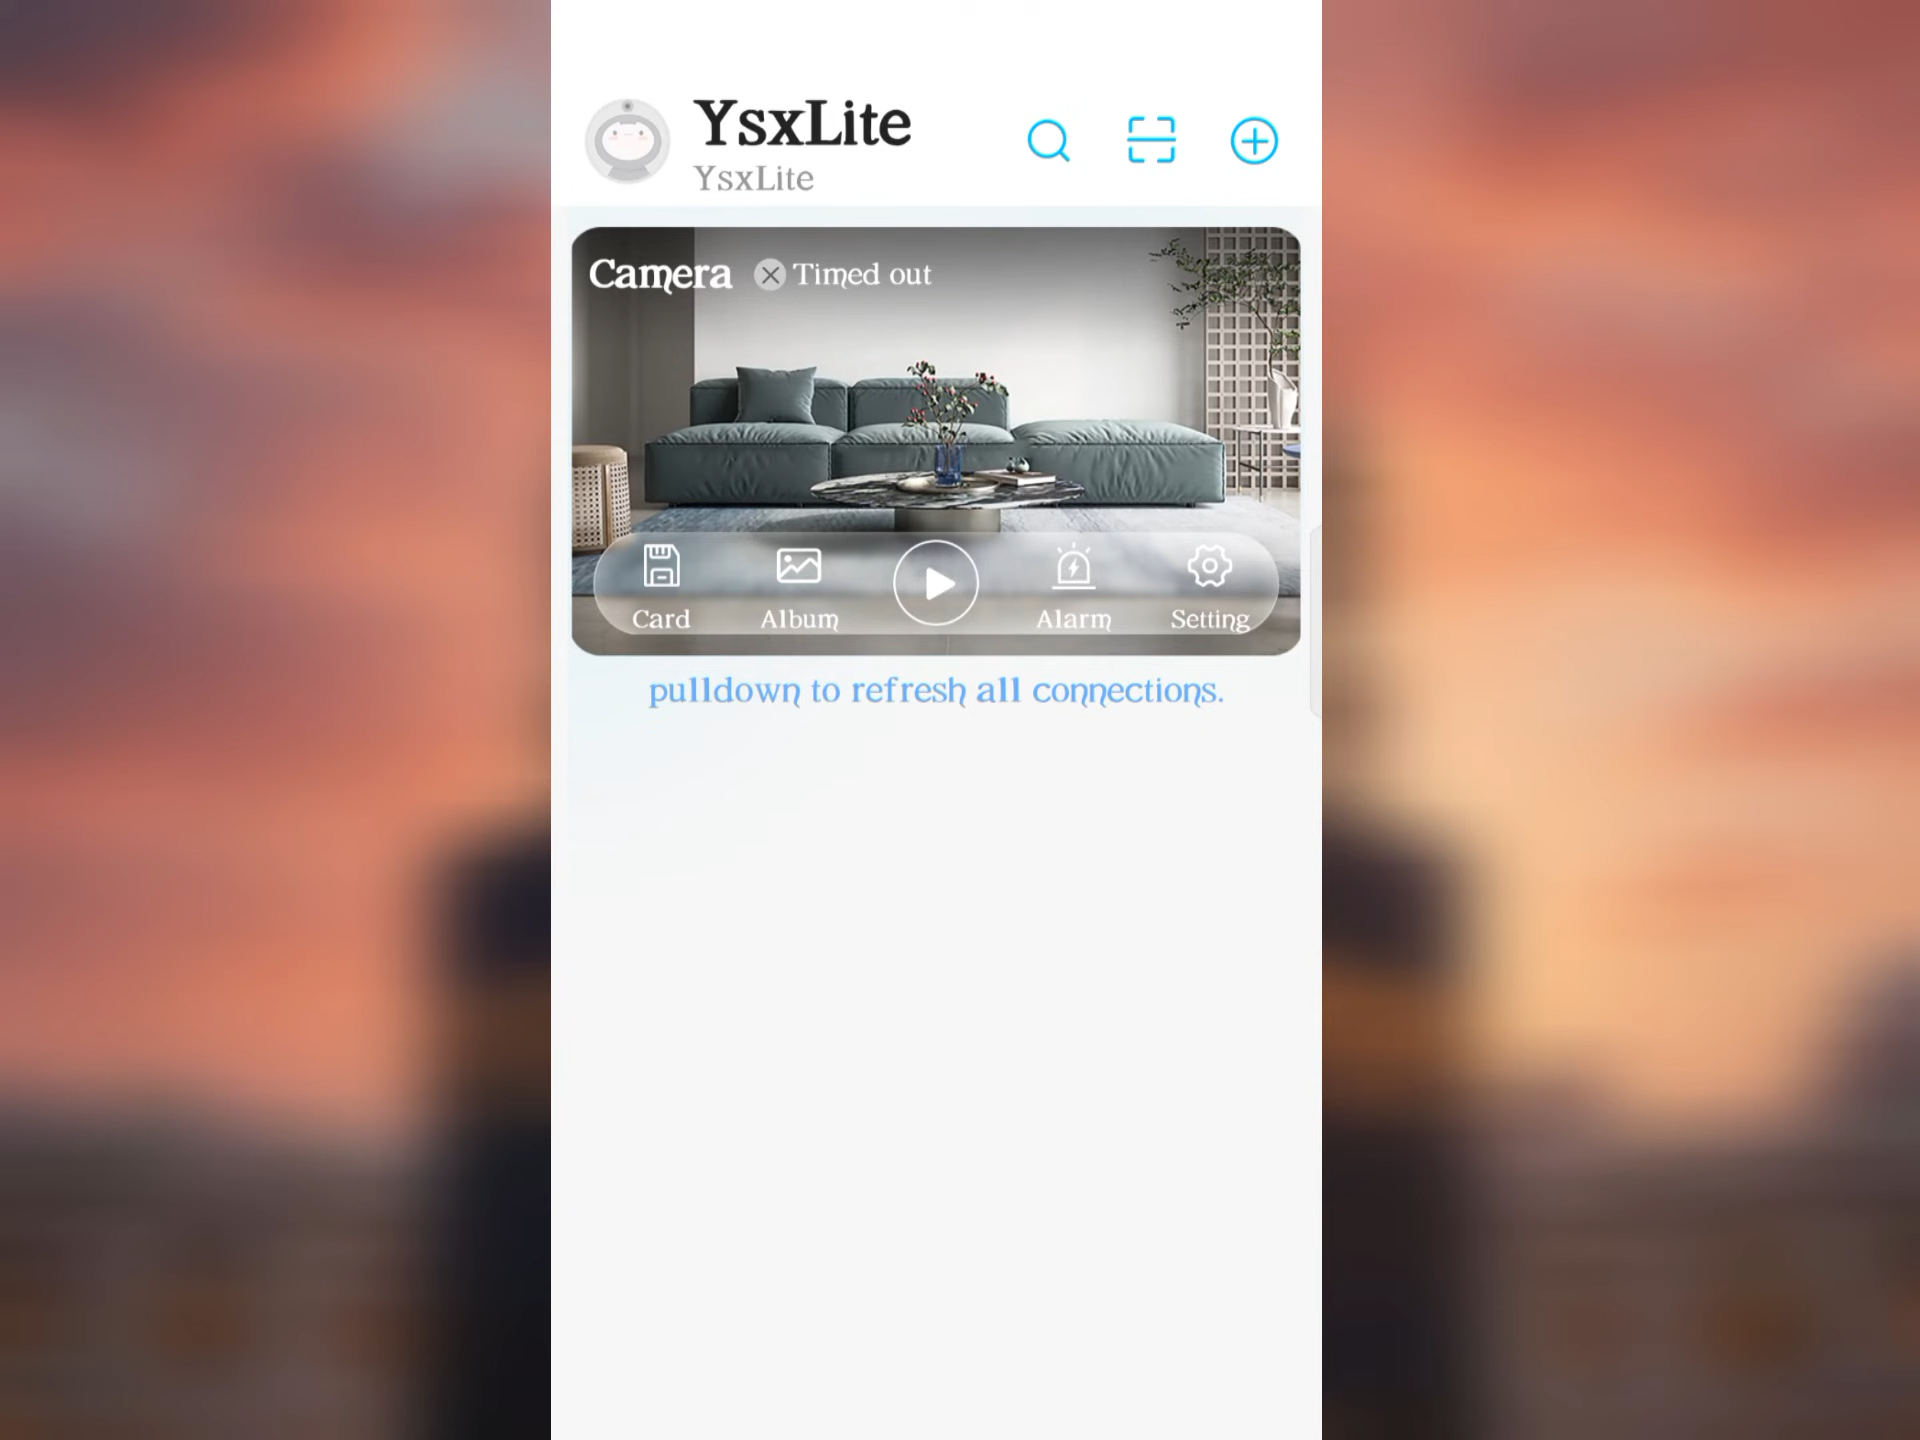 YsxLite
YsxLite
Camera Timed out
Card Album Alarm Setting
pulldown to refresh all connections.